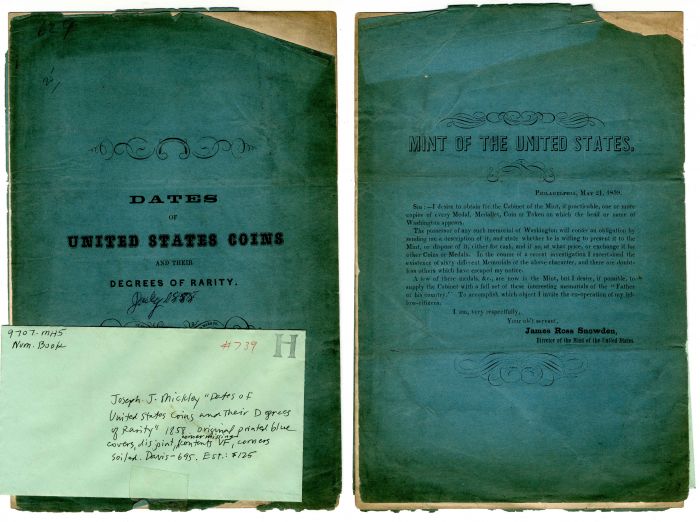 DATES
OF
UNITED STATES COINS
AND THEIR
DEGREES OF RARITY.
July 1858
9707-MHS
Num. Book
#739
H
Joseph J. Mickley "Dates of
United States Coins and Their Degrees
of Rarity" 1858. original printed blue
corner missing
covers, disjoint, contents VF, corners
soiled. Davis-695. Est.: $125
MINT OF THE UNITED STATES.
PHILADELPHIA, MAY 21, 1859.
SIR:—I desire to obtain for the Cabinet of the Mint, if practicable, one or more
copies of every Medal, Medalet, Coin or Token on which the head or name of
Washington appears.
The possessor of any such memorial of Washington will confer an obligation by
sending me a description of it, and state whether he is willing to present it to the
Mint, or dispose of it, either for cash, and if so, at what price, or exchange it for
other Coins or Medals. In the course of a recent investigation I ascertained the
existence of sixty different Memorials of the above character, and there are doubt-
less others which have escaped my notice.
A few of these medals, &c., are now in the Mint, but I desire, if possible, to
supply the Cabinet with a full set of these interesting memorials of the "Father
of his country." To accomplish which object I invite the co-operation of my fel-
low-citizens.
I am, very respectfully,
Your ob't servant,
James Ross Snowden,
Director of the Mint of the United States.